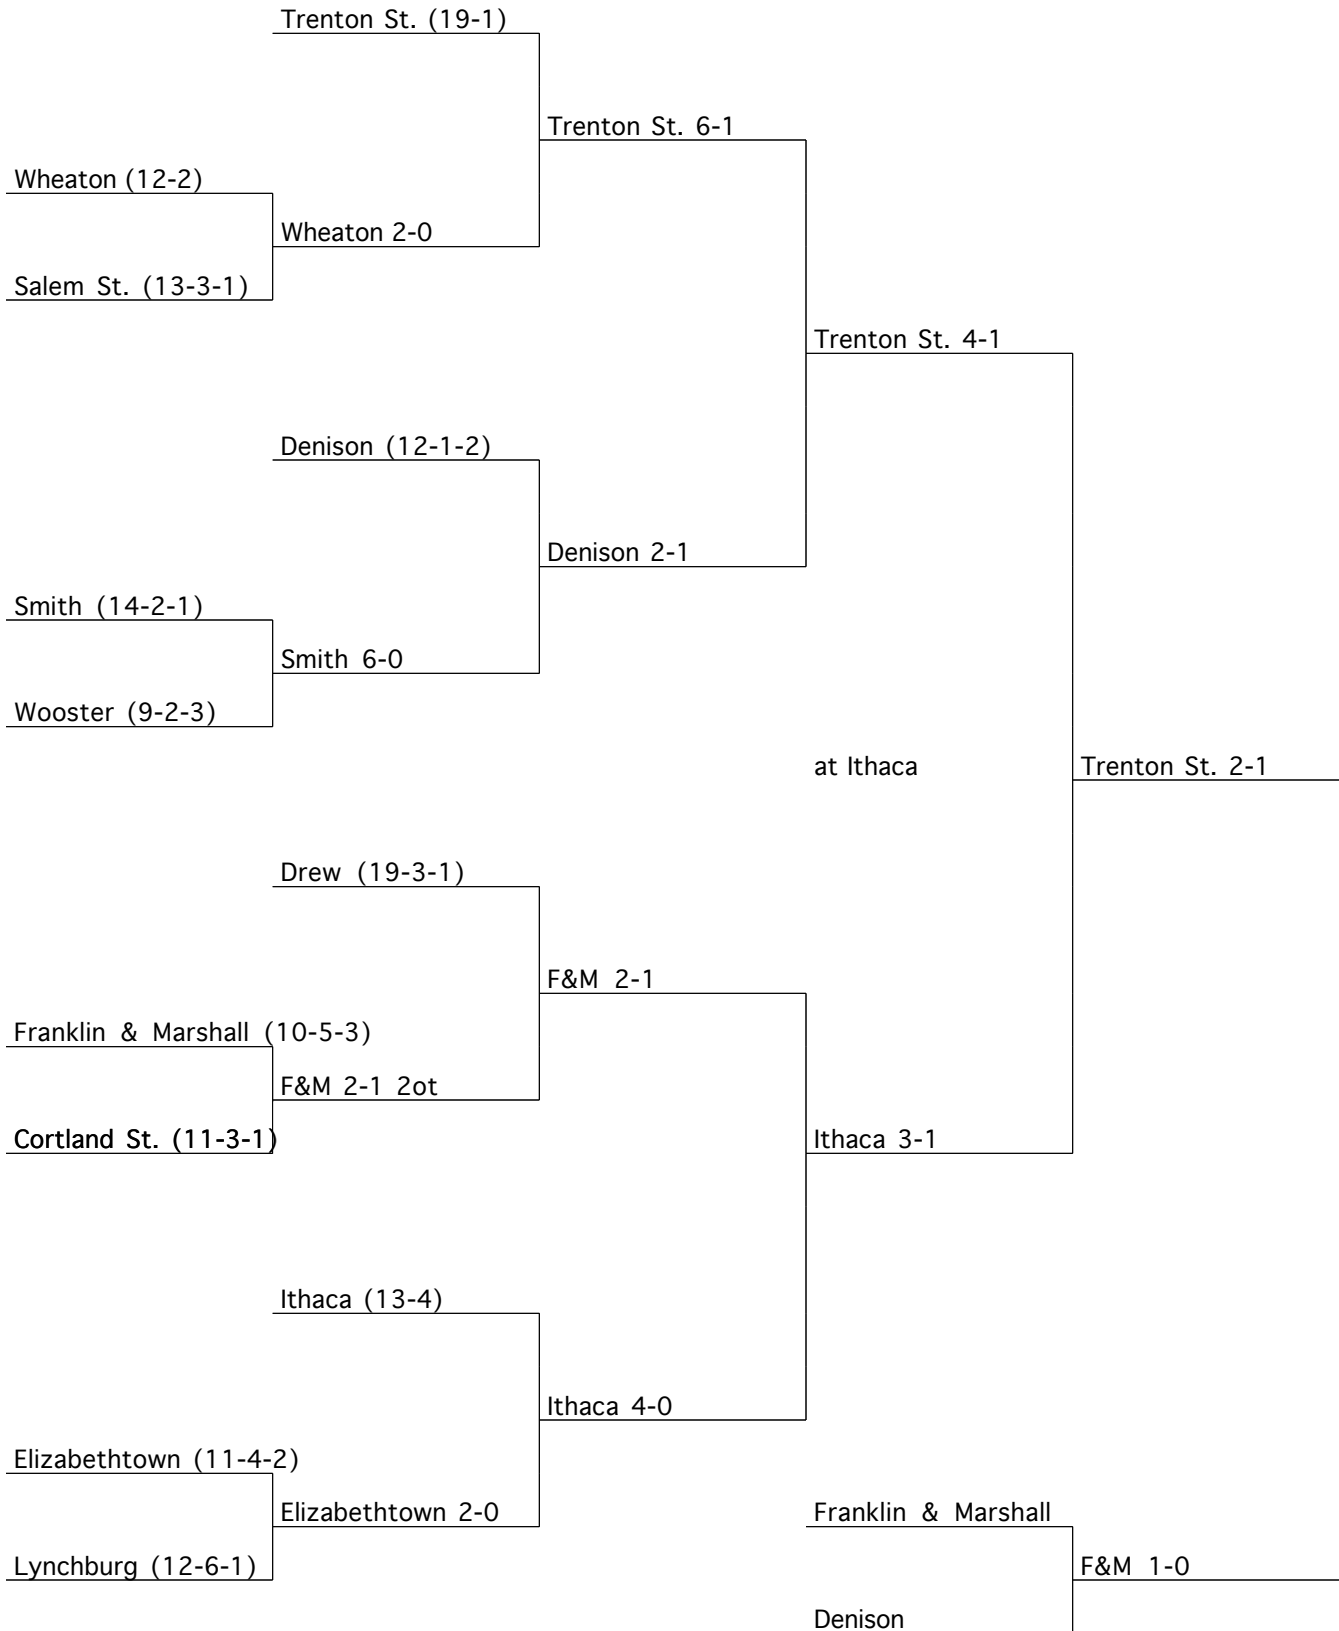 Trenton St. (19-1)
Trenton St. 6-1
Wheaton (12-2)
Wheaton 2-0
Salem St. (13-3-1)
Trenton St. 4-1
Denison (12-1-2)
Denison 2-1
Smith (14-2-1)
Smith 6-0
Wooster (9-2-3)
at Ithaca
Trenton St. 2-1
Drew (19-3-1)
F&M 2-1
Franklin & Marshall (10-5-3)
F&M 2-1 2ot
Cortland St. (11-3-1)
Ithaca 3-1
Ithaca (13-4)
Ithaca 4-0
Elizabethtown (11-4-2)
Elizabethtown 2-0
Franklin & Marshall
Lynchburg (12-6-1)
F&M 1-0
Denison